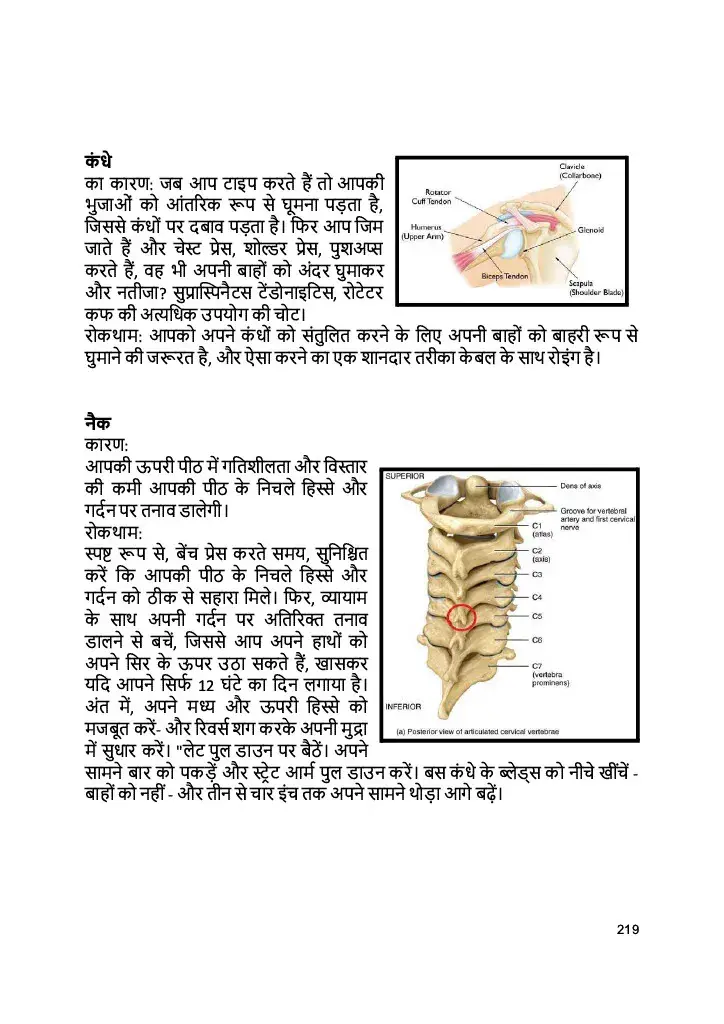 कंधे
का कारण: जब आप टाइप करते हैं तो आपकी
भुजाओं को आंतरिक रूप से घूमना पड़ता है,
जिससे कंधों पर दबाव पड़ता है। फिर आप जिम
जाते हैं और चेस्ट प्रेस, शोल्डर प्रेस, पुशअप्स
करते हैं, वह भी अपनी बाहों को अंदर घुमाकर
और नतीजा? सुप्रास्पिनैटस टेंडोनाइटिस, रोटेटर
कफ की अत्यधिक उपयोग की चोट।
Clavicle
(Collarbone)
Rotator
Cuff Tendon
Humerus
(Upper Arm)
Glenoid
Biceps Tendon
Scapula
(Shoulder Blade)
रोकथाम: आपको अपने कंधों को संतुलित करने के लिए अपनी बाहों को बाहरी रूप से
घुमाने की जरूरत है, और ऐसा करने का एक शानदार तरीका केबल के साथ रोइंग है।
नैक
कारण:
आपकी ऊपरी पीठ में गतिशीलता और विस्तार
की कमी आपकी पीठ के निचले हिस्से और
गर्दन पर तनाव डालेगी।
रोकथाम:
स्पष्ट रूप से, बेंच प्रेस करते समय, सुनिश्चित
करें कि आपकी पीठ के निचले हिस्से और
गर्दन को ठीक से सहारा मिले। फिर, व्यायाम
के साथ अपनी गर्दन पर अतिरिक्त तनाव
डालने से बचें, जिससे आप अपने हाथों को
अपने सिर के ऊपर उठा सकते हैं, खासकर
यदि आपने सिर्फ 12 घंटे का दिन लगाया है।
अंत में, अपने मध्य और ऊपरी हिस्से को
मजबूत करें- और रिवर्स शग करके अपनी मुद्रा
में सुधार करें। "लेट पुल डाउन पर बैठें। अपने
SUPERIOR
Dens of axis
Groove for vertebral
artery and first cervical
nerve
C1
(atlas)
C2
(axis)
C3
C4
C5
C6
C7
(vertebra
prominens)
INFERIOR
(a) Posterior view of articulated cervical vertebrae
सामने बार को पकड़ें और स्ट्रेट आर्म पुल डाउन करें। बस कंधे के ब्लेड्स को नीचे खींचें -
बाहों को नहीं - और तीन से चार इंच तक अपने सामने थोड़ा आगे बढ़ें।
219